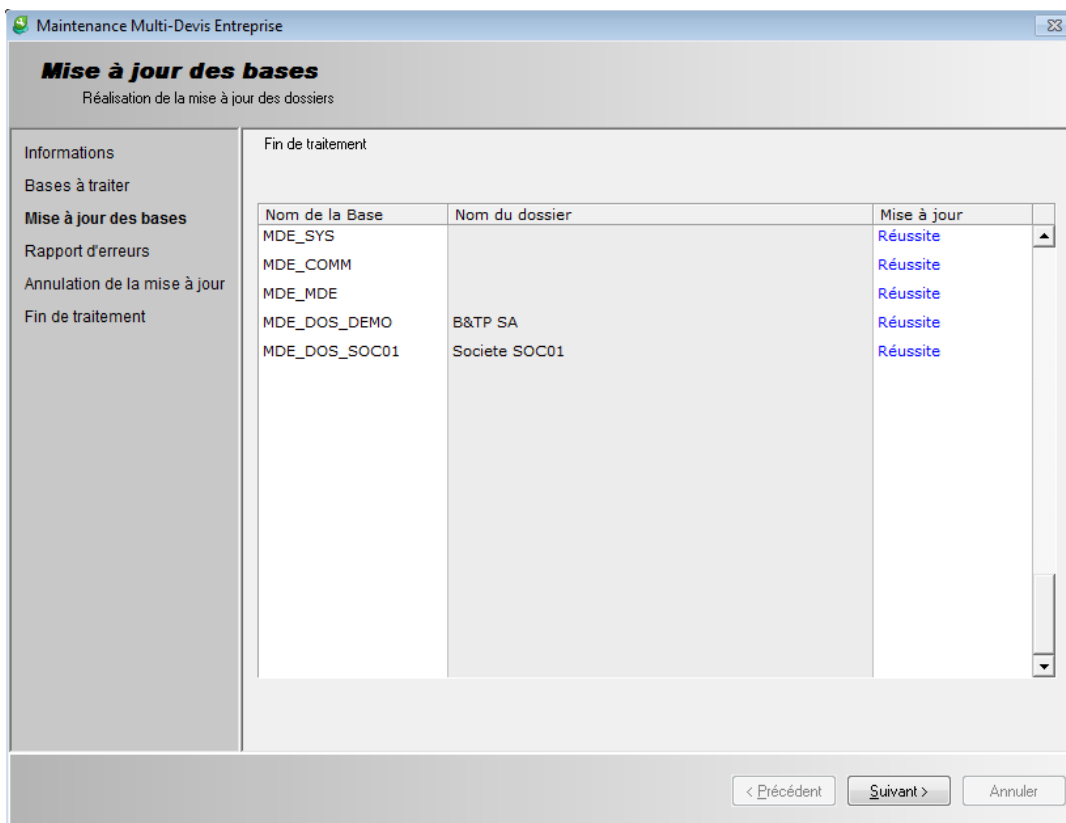 Maintenance Multi-Devis Entreprise
Mise à jour des bases
Réalisation de la mise à jour des dossiers
Informations
Bases à traiter
Mise à jour des bases
Rapport d'erreurs
Annulation de la mise à jour
Fin de traitement
Fin de traitement
Nom de la Base Nom du dossier Mise à jour
MDE_SYS Réussite
MDE_COMM Réussite
MDE_MDE Réussite
MDE_DOS_DEMO B&TP SA Réussite
MDE_DOS_SOC01 Societe SOC01 Réussite
< Précédent Suivant > Annuler